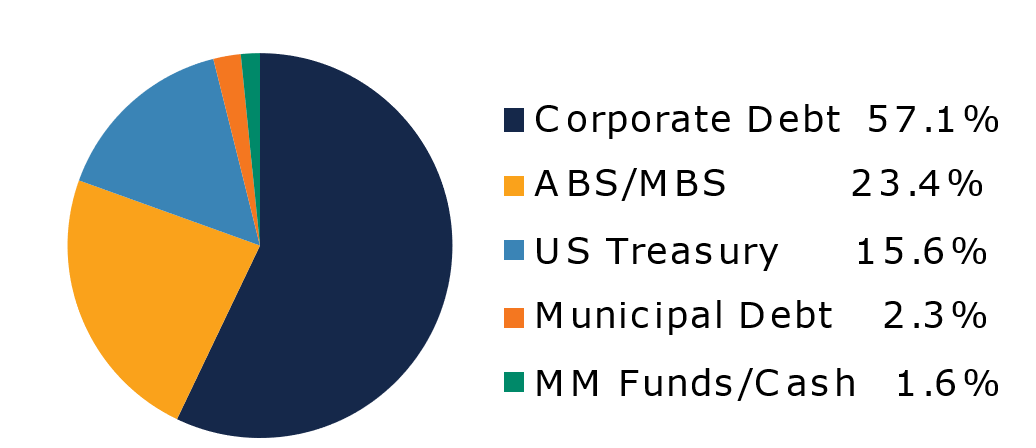 Corporate Debt 57.1%
ABS/MBS 23.4%
US Treasury 15.6%
Municipal Debt 2.3%
MM Funds/Cash 1.6%